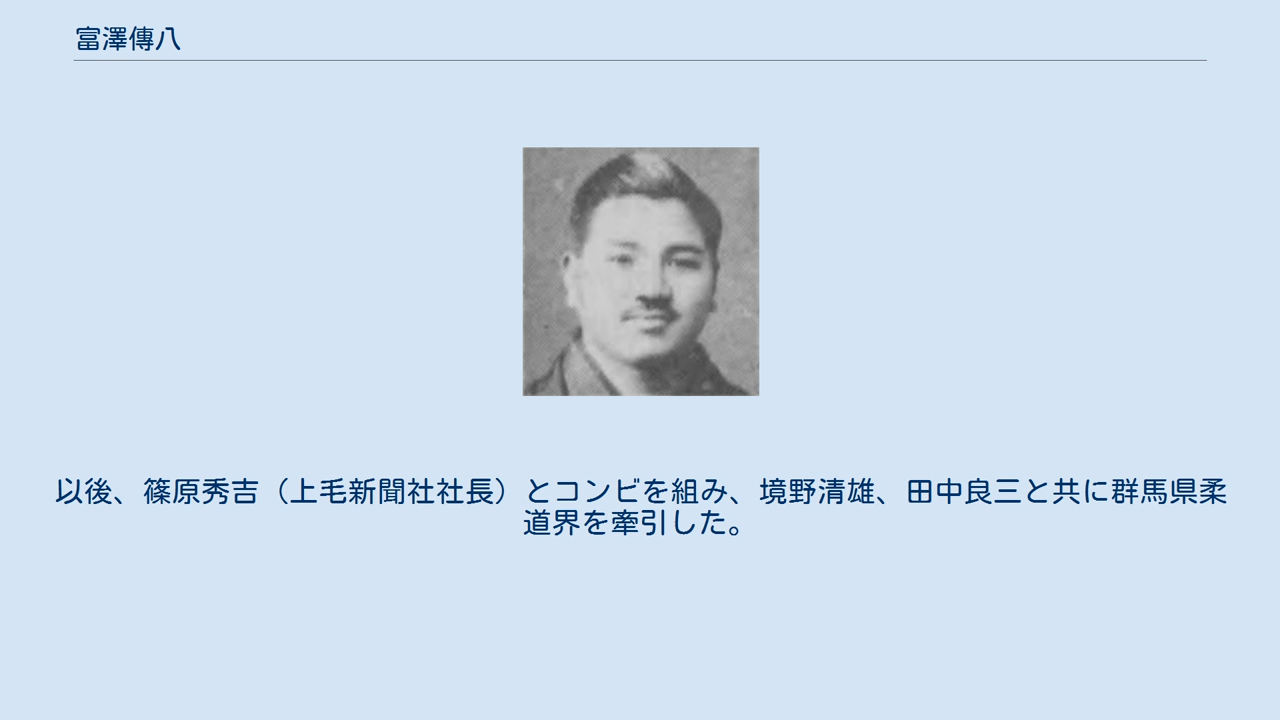 富澤傳八
以後、篠原秀吉（上毛新聞社社長）とコンビを組み、境野清雄、田中良三と共に群馬県柔
道界を牽引した。